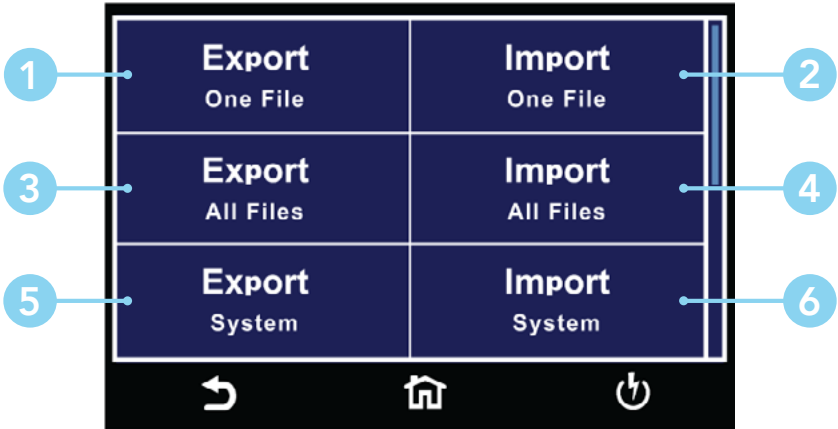 1
Export
One File
Import
One File
2
3
Export
All Files
Import
All Files
4
5
Export
System
Import
System
6